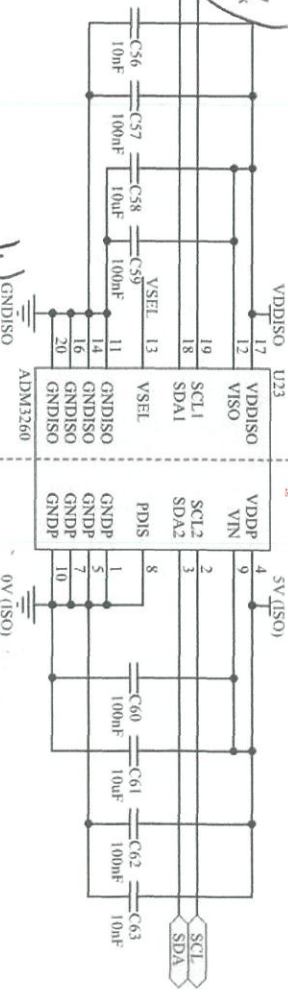 C56
10nF
C57
100nF
C58
10uF
C59
100nF
VSEL
VDDISO
GNDISO
17
12
19
18
13
11
14
16
20
U23
VDDISO
VISO
SCL1
SDA1
VSEL
GNDISO
GNDISO
GNDISO
GNDISO
ADM3260
VDDP
VIN
SCL2
SDA2
PDIS
GNDP
GNDP
GNDP
GNDP
4
9
2
3
8
1
5
7
10
5V (ISO)
0V (ISO)
C60
100nF
C61
10uF
C62
100nF
C63
10nF
SCL
SDA